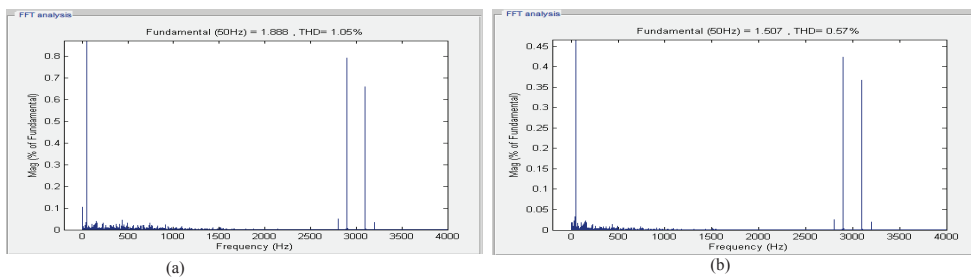 FFT analysis
Fundamental (50Hz) = 1.888 , THD= 1.05%
Mag (% of Fundamental)
0.8
0.7
0.6
0.5
0.4
0.3
0.2
0.1
0
0 500 1000 1500 2000 2500 3000 3500 4000
Frequency (Hz)
(a)
FFT analysis
Fundamental (50Hz) = 1.507 , THD= 0.57%
Mag (% of Fundamental)
0.45
0.4
0.35
0.3
0.25
0.2
0.15
0.1
0.05
0
0 500 1000 1500 2000 2500 3000 3500 4000
Frequency (Hz)
(b)